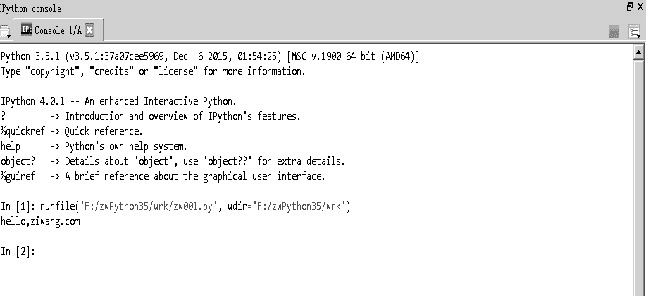 IPython console
Console 1/A
Python 3.5.1 (v3.5.1:37a07cee5969, Dec 6 2015, 01:54:25) [MSC v.1900 64 bit (AMD64)]
Type "copyright", "credits" or "license" for more information.
IPython 4.0.1 -- An enhanced Interactive Python.
? -> Introduction and overview of IPython's features.
%quickref -> Quick reference.
help -> Python's own help system.
object? -> Details about 'object', use 'object??' for extra details.
%guiref -> A brief reference about the graphical user interface.
In [1]: runfile('F:/zwPython35/wrk/zw001.py', wdir='F:/zwPython35/wrk')
hello,ziwang.com
In [2]: